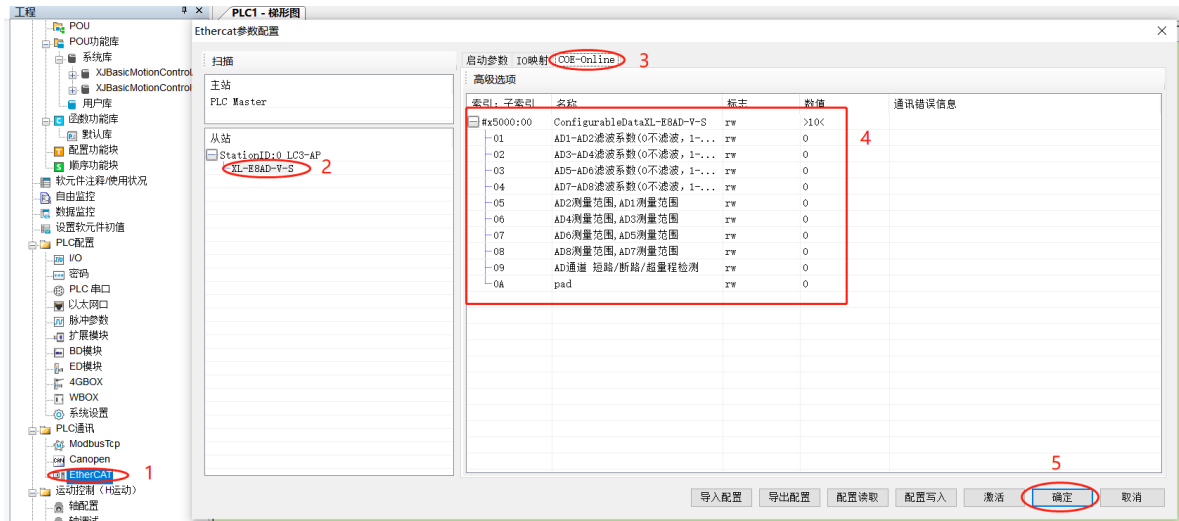 工程
PLC1 - 梯形图
POU
POU功能库
系统库
XJBasicMotionControl.
XJBasicMotionControl
用户库
函数功能库
默认库
配置功能块
顺序功能块
软元件注释/使用状况
自由监控
数据监控
设置软元件初值
PLC配置
I/O
密码
PLC 串口
以太网口
脉冲参数
扩展模块
BD模块
ED模块
4GBOX
WBOX
系统设置
PLC通讯
ModbusTcp
Canopen
EtherCAT 1
运动控制（H运动）
轴配置
轴调试
Ethercat参数配置
扫描
主站
PLC Master
从站
StationID:0 LC3-AP
XL-E8AD-V-S 2
启动参数 IO映射 COE-Online 3
高级选项
索引: 子索引 名称 标志 数值 通讯错误信息
#x5000:00 ConfigurableDataXL-E8AD-V-S rw >10<
01 AD1-AD2滤波系数(0不滤波, 1-... rw 0 4
02 AD3-AD4滤波系数(0不滤波, 1-... rw 0
03 AD5-AD6滤波系数(0不滤波, 1-... rw 0
04 AD7-AD8滤波系数(0不滤波, 1-... rw 0
05 AD2测量范围, AD1测量范围 rw 0
06 AD4测量范围, AD3测量范围 rw 0
07 AD6测量范围, AD5测量范围 rw 0
08 AD8测量范围, AD7测量范围 rw 0
09 AD通道 短路/断路/超量程检测 rw 0
0A pad rw 0
5
导入配置 导出配置 配置读取 配置写入 激活 确定 取消